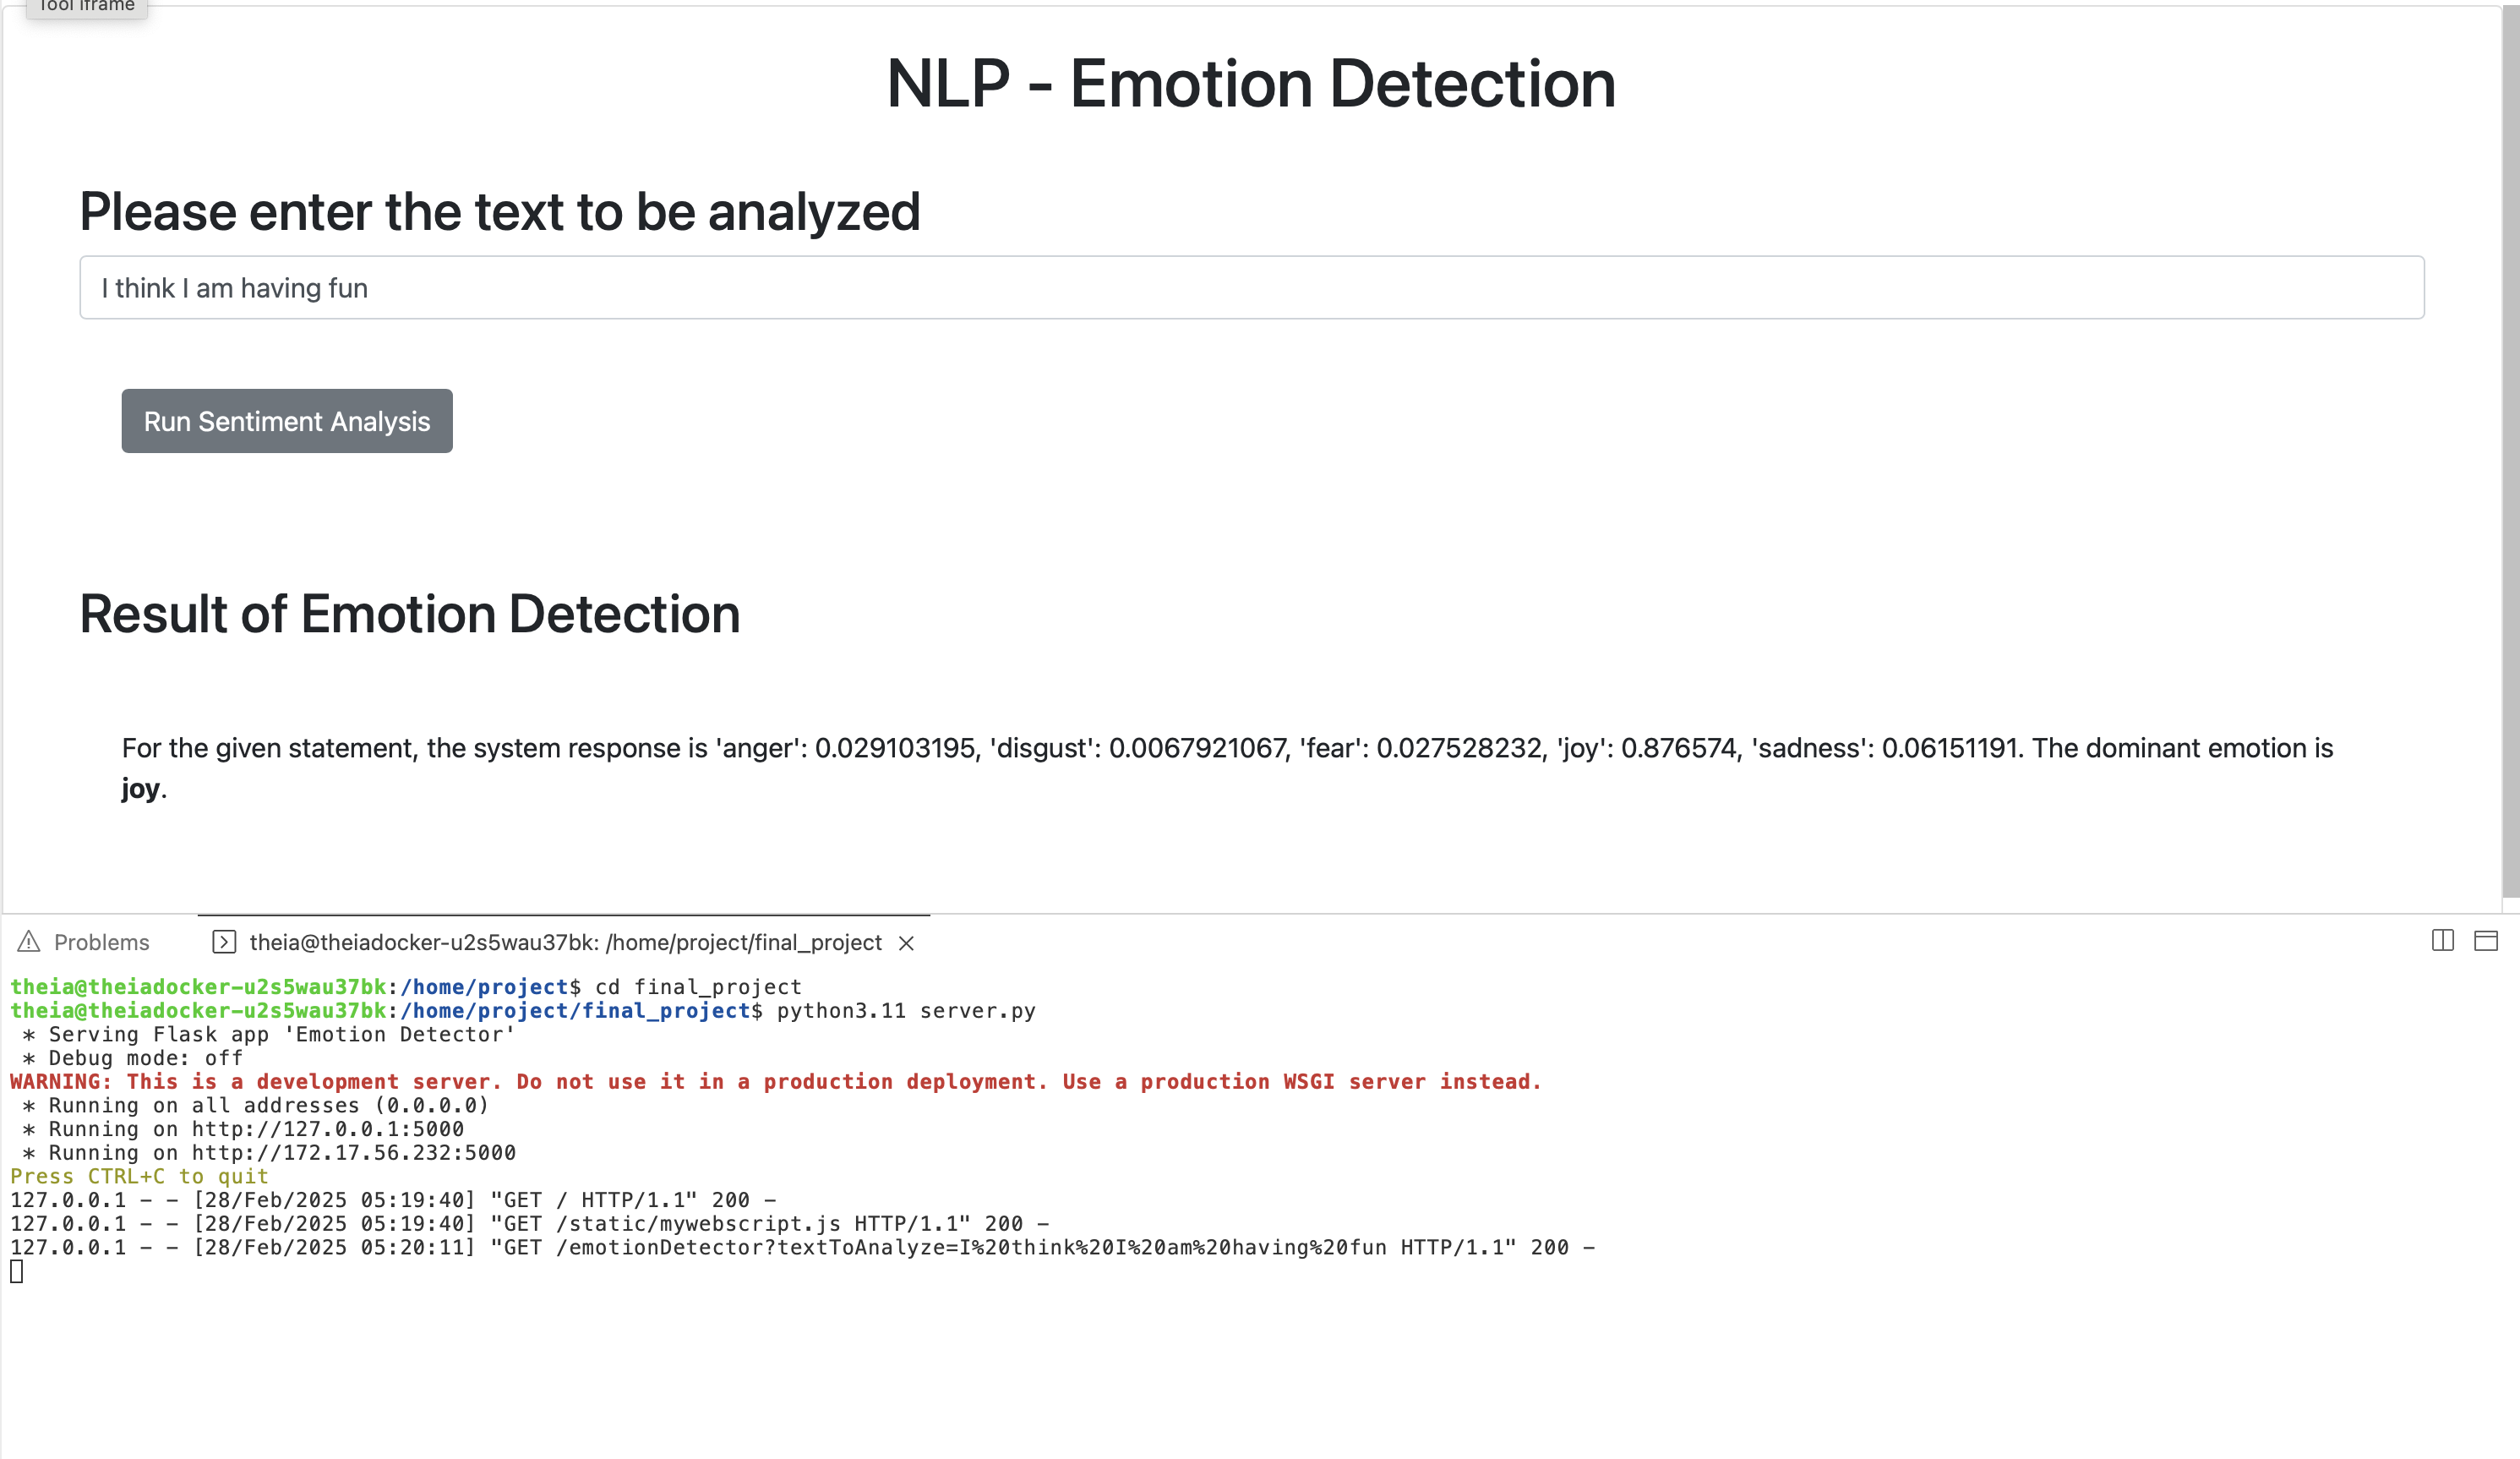 Tool iframe
NLP - Emotion Detection
Please enter the text to be analyzed
I think I am having fun
Run Sentiment Analysis
Result of Emotion Detection
For the given statement, the system response is 'anger': 0.029103195, 'disgust': 0.0067921067, 'fear': 0.027528232, 'joy': 0.876574, 'sadness': 0.06151191. The dominant emotion is
joy.
Problems
theia@theiadocker-u2s5wau37bk: /home/project/final_project
theia@theiadocker-u2s5wau37bk:/home/project$ cd final_project
theia@theiadocker-u2s5wau37bk:/home/project/final_project$ python3.11 server.py
* Serving Flask app 'Emotion Detector'
* Debug mode: off
WARNING: This is a development server. Do not use it in a production deployment. Use a production WSGI server instead.
* Running on all addresses (0.0.0.0)
* Running on http://127.0.0.1:5000
* Running on http://172.17.56.232:5000
Press CTRL+C to quit
127.0.0.1 - - [28/Feb/2025 05:19:40] "GET / HTTP/1.1" 200 -
127.0.0.1 - - [28/Feb/2025 05:19:40] "GET /static/mywebscript.js HTTP/1.1" 200 -
127.0.0.1 - - [28/Feb/2025 05:20:11] "GET /emotionDetector?textToAnalyze=I%20think%20I%20am%20having%20fun HTTP/1.1" 200 -